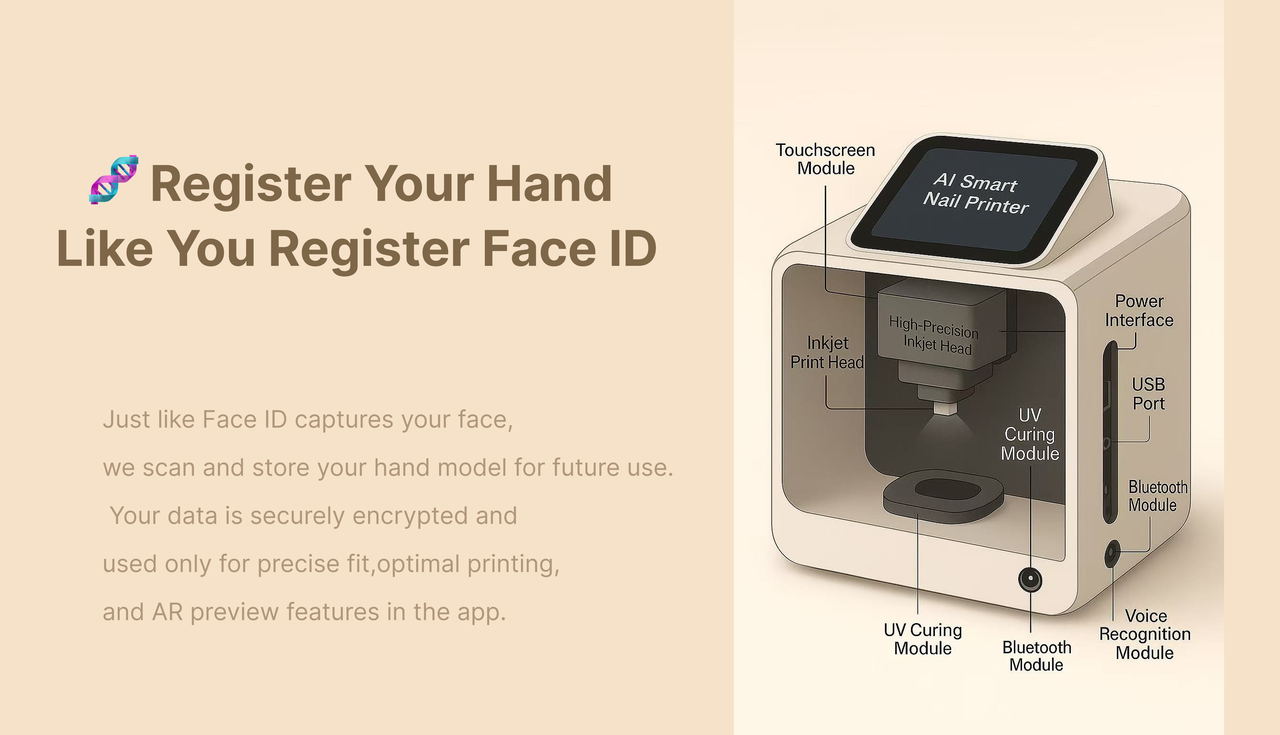 🧬 Register Your Hand
Like You Register Face ID
Just like Face ID captures your face,
we scan and store your hand model for future use.
Your data is securely encrypted and
used only for precise fit,optimal printing,
and AR preview features in the app.
Touchscreen
Module
AI Smart
Nail Printer
High-Precision
Inkjet Head
Inkjet
Print Head
Power
Interface
USB
Port
UV
Curing
Module
Bluetooth
Module
UV Curing
Module
Bluetooth
Module
Voice
Recognition
Module